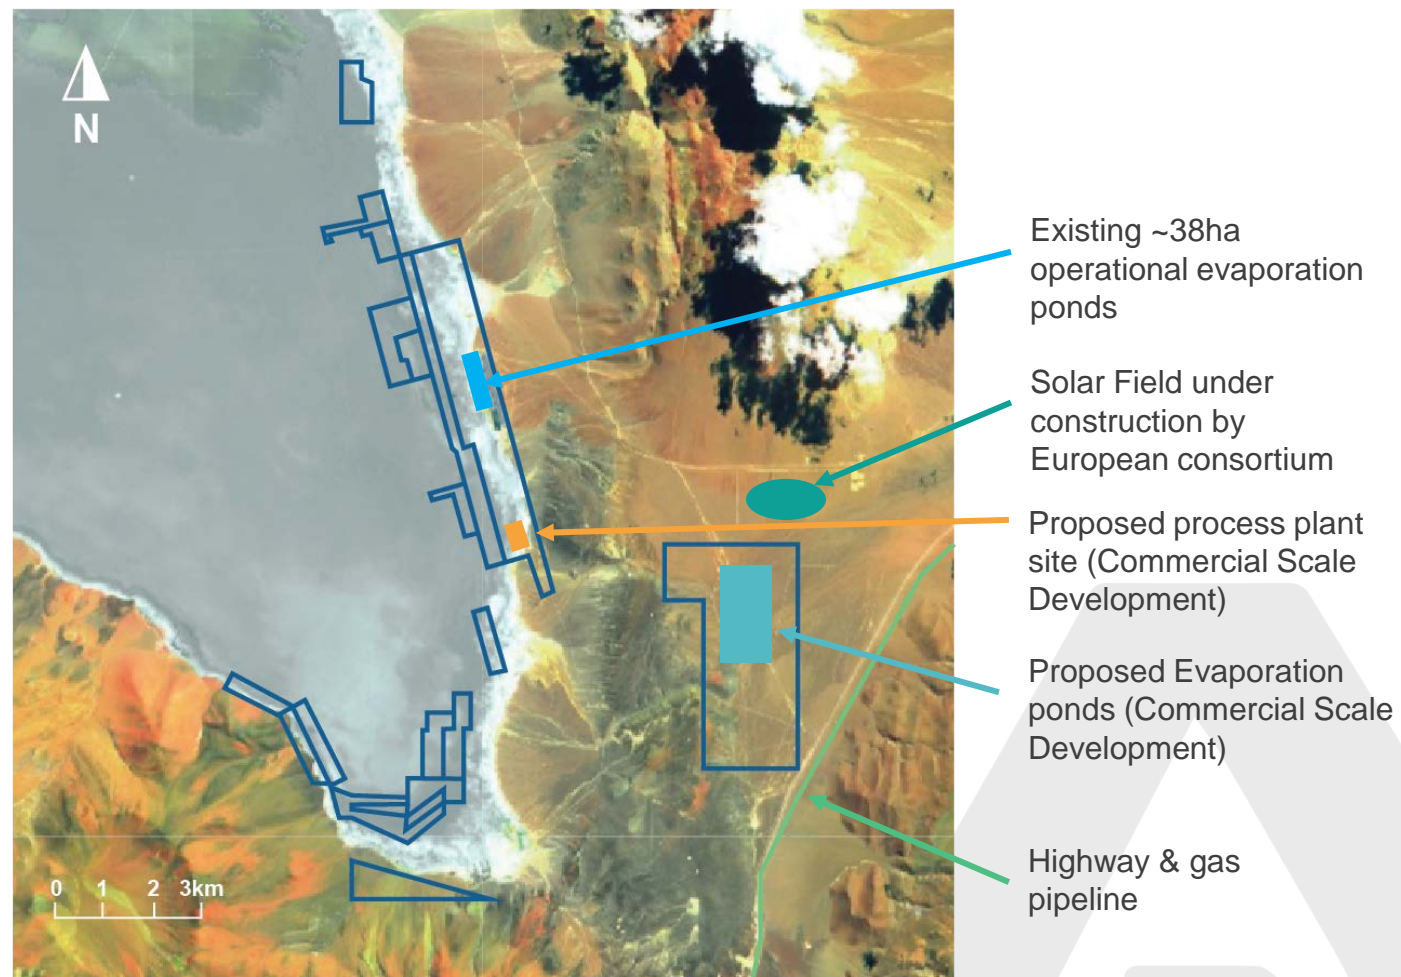 N
Existing ~38ha
operational evaporation
ponds
Solar Field under
construction by
European consortium
Proposed process plant
site (Commercial Scale
Development)
Proposed Evaporation
ponds (Commercial Scale
Development)
Highway & gas
pipeline
0 1 2 3km